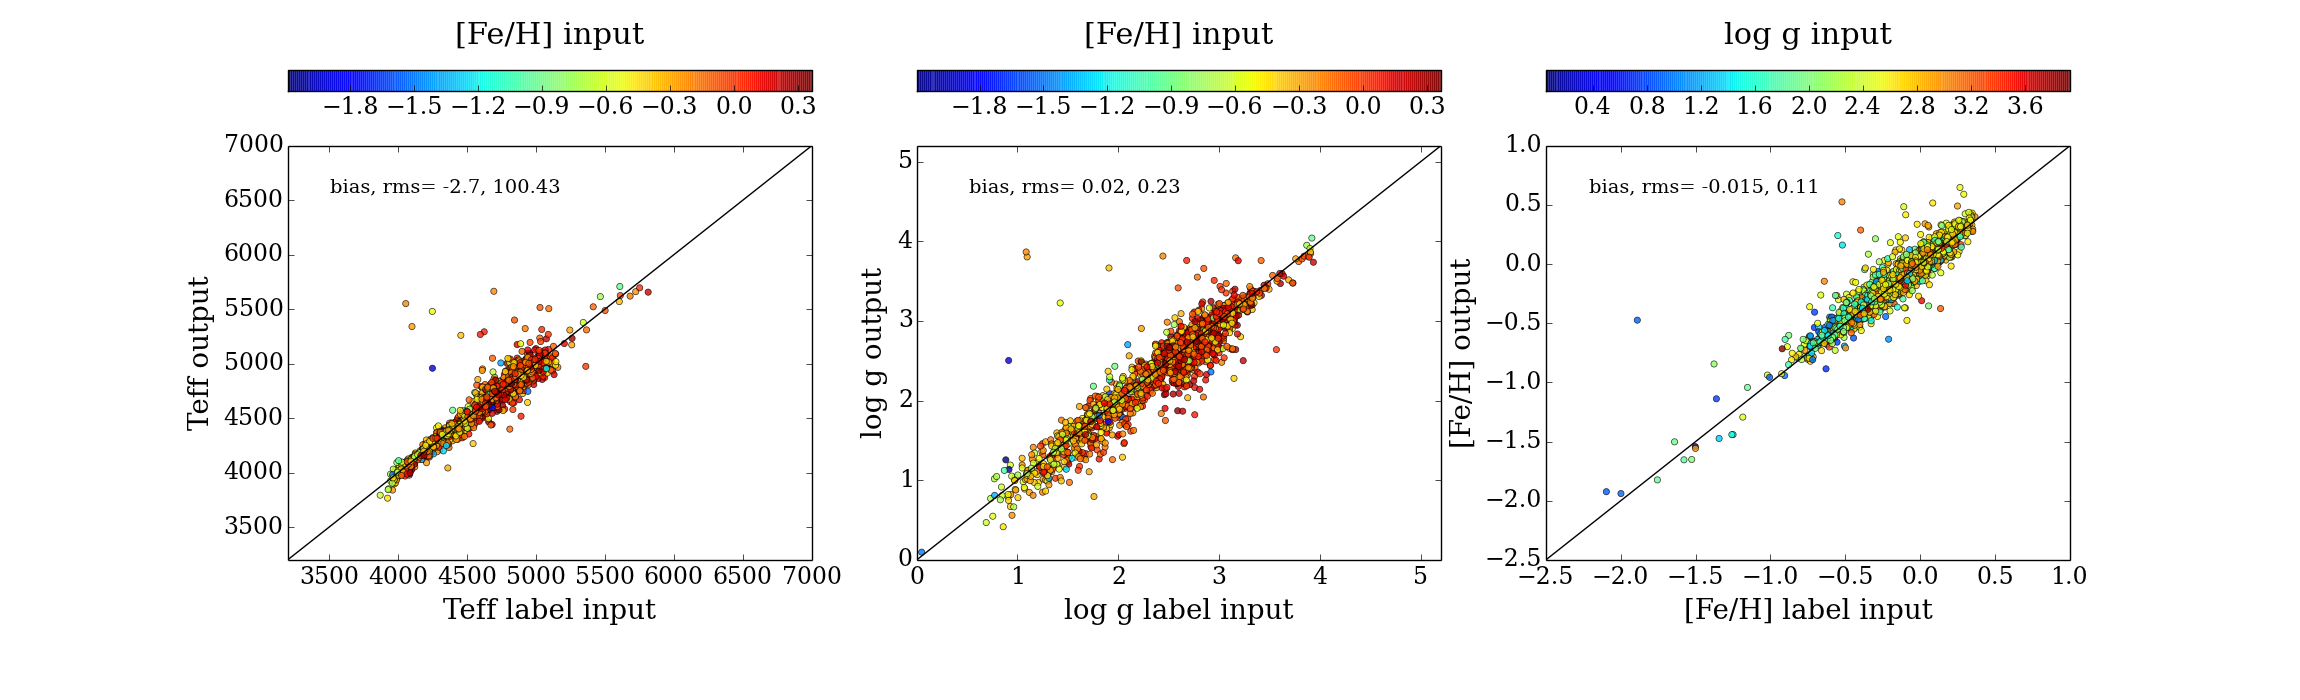 [Fe/H] input
[Fe/H] input
log g input
−1.8 −1.5 −1.2 −0.9 −0.6 −0.3 0.0 0.3
−1.8 −1.5 −1.2 −0.9 −0.6 −0.3 0.0 0.3
0.4 0.8 1.2 1.6 2.0 2.4 2.8 3.2 3.6
Teff output
7000
6500
6000
5500
5000
4500
4000
3500
bias, rms= -2.7, 100.43
3500 4000 4500 5000 5500 6000 6500 7000
Teff label input
log g output
5
4
3
2
1
0
bias, rms= 0.02, 0.23
0 1 2 3 4 5
log g label input
[Fe/H] output
1.0
0.5
0.0
−0.5
−1.0
−1.5
−2.0
−2.5
bias, rms= -0.015, 0.11
−2.5 −2.0 −1.5 −1.0 −0.5 0.0 0.5 1.0
[Fe/H] label input